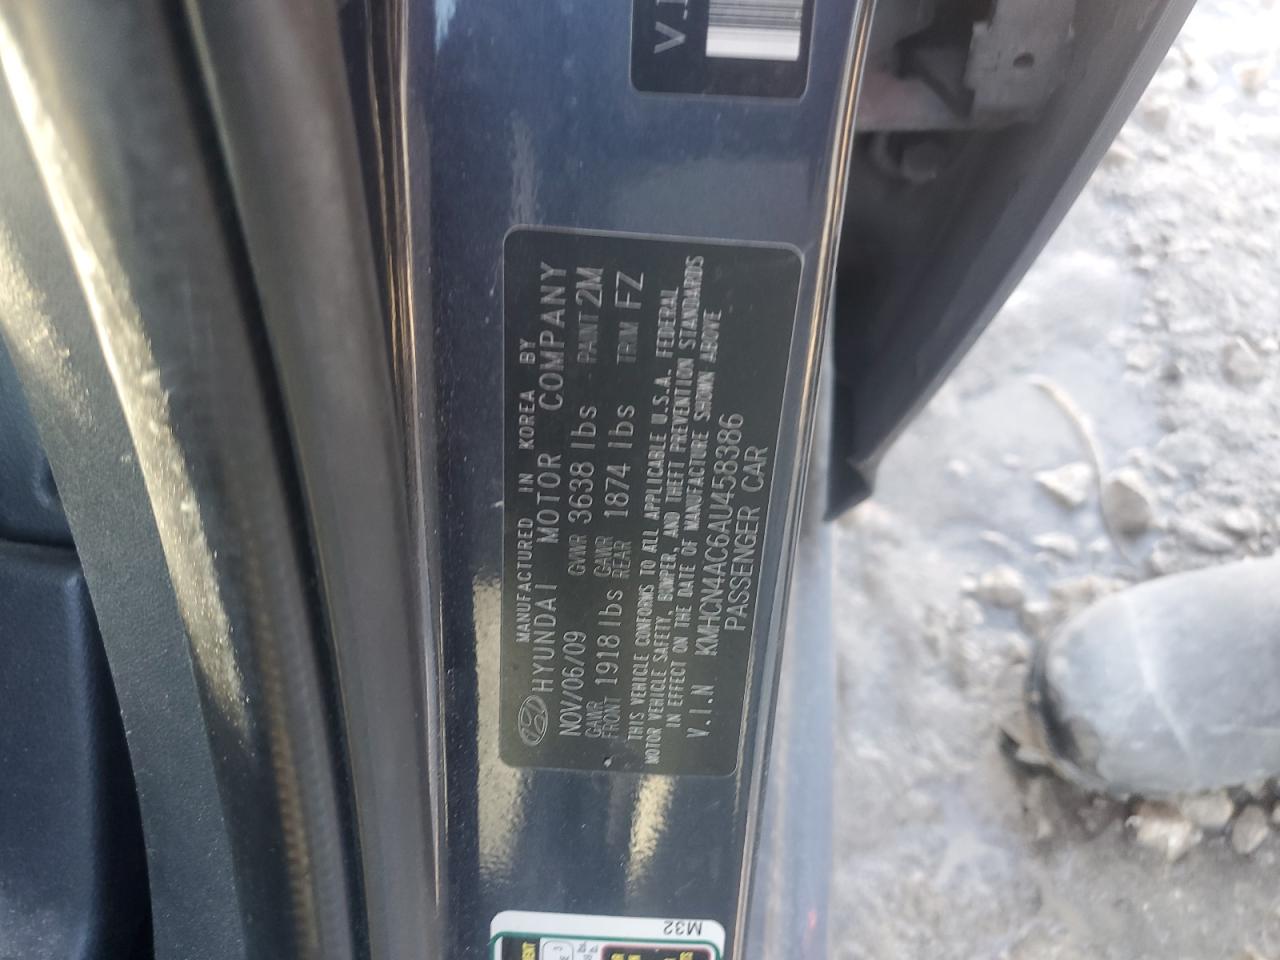 MANUFACTURED IN KOREA BY
HYUNDAI MOTOR COMPANY
NOV/06/09 GVWR 3638 lbs PAINT 2M
GAWR FRONT 1918 lbs GAWR REAR 1874 lbs TRIM FZ
THIS VEHICLE CONFORMS TO ALL APPLICABLE U.S.A. FEDERAL
MOTOR VEHICLE SAFETY, BUMPER, AND THEFT PREVENTION STANDARDS
IN EFFECT ON THE DATE OF MANUFACTURE SHOWN ABOVE
V.I.N KMHCN4AC6AU458386
PASSENGER CAR
M32